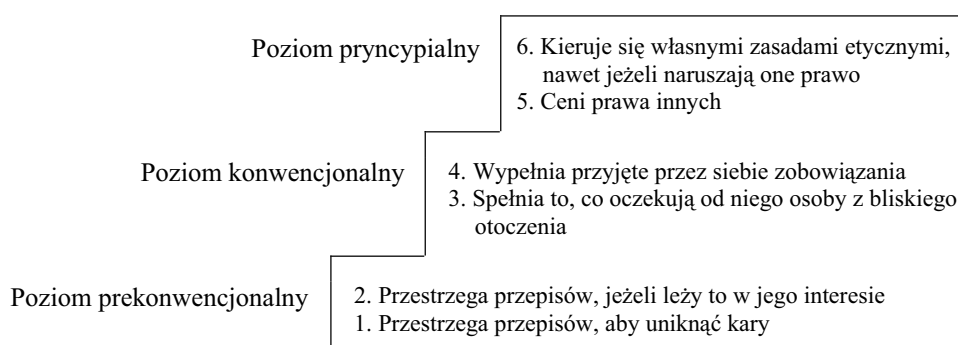 Poziom pryncypialny
6. Kieruje się własnymi zasadami etycznymi,
nawet jeżeli naruszają one prawo
5. Ceni prawa innych
Poziom konwencjonalny
4. Wypełnia przyjęte przez siebie zobowiązania
3. Spełnia to, co oczekują od niego osoby z bliskiego
otoczenia
Poziom prekonwencjonalny
2. Przestrzega przepisów, jeżeli leży to w jego interesie
1. Przestrzega przepisów, aby uniknąć kary